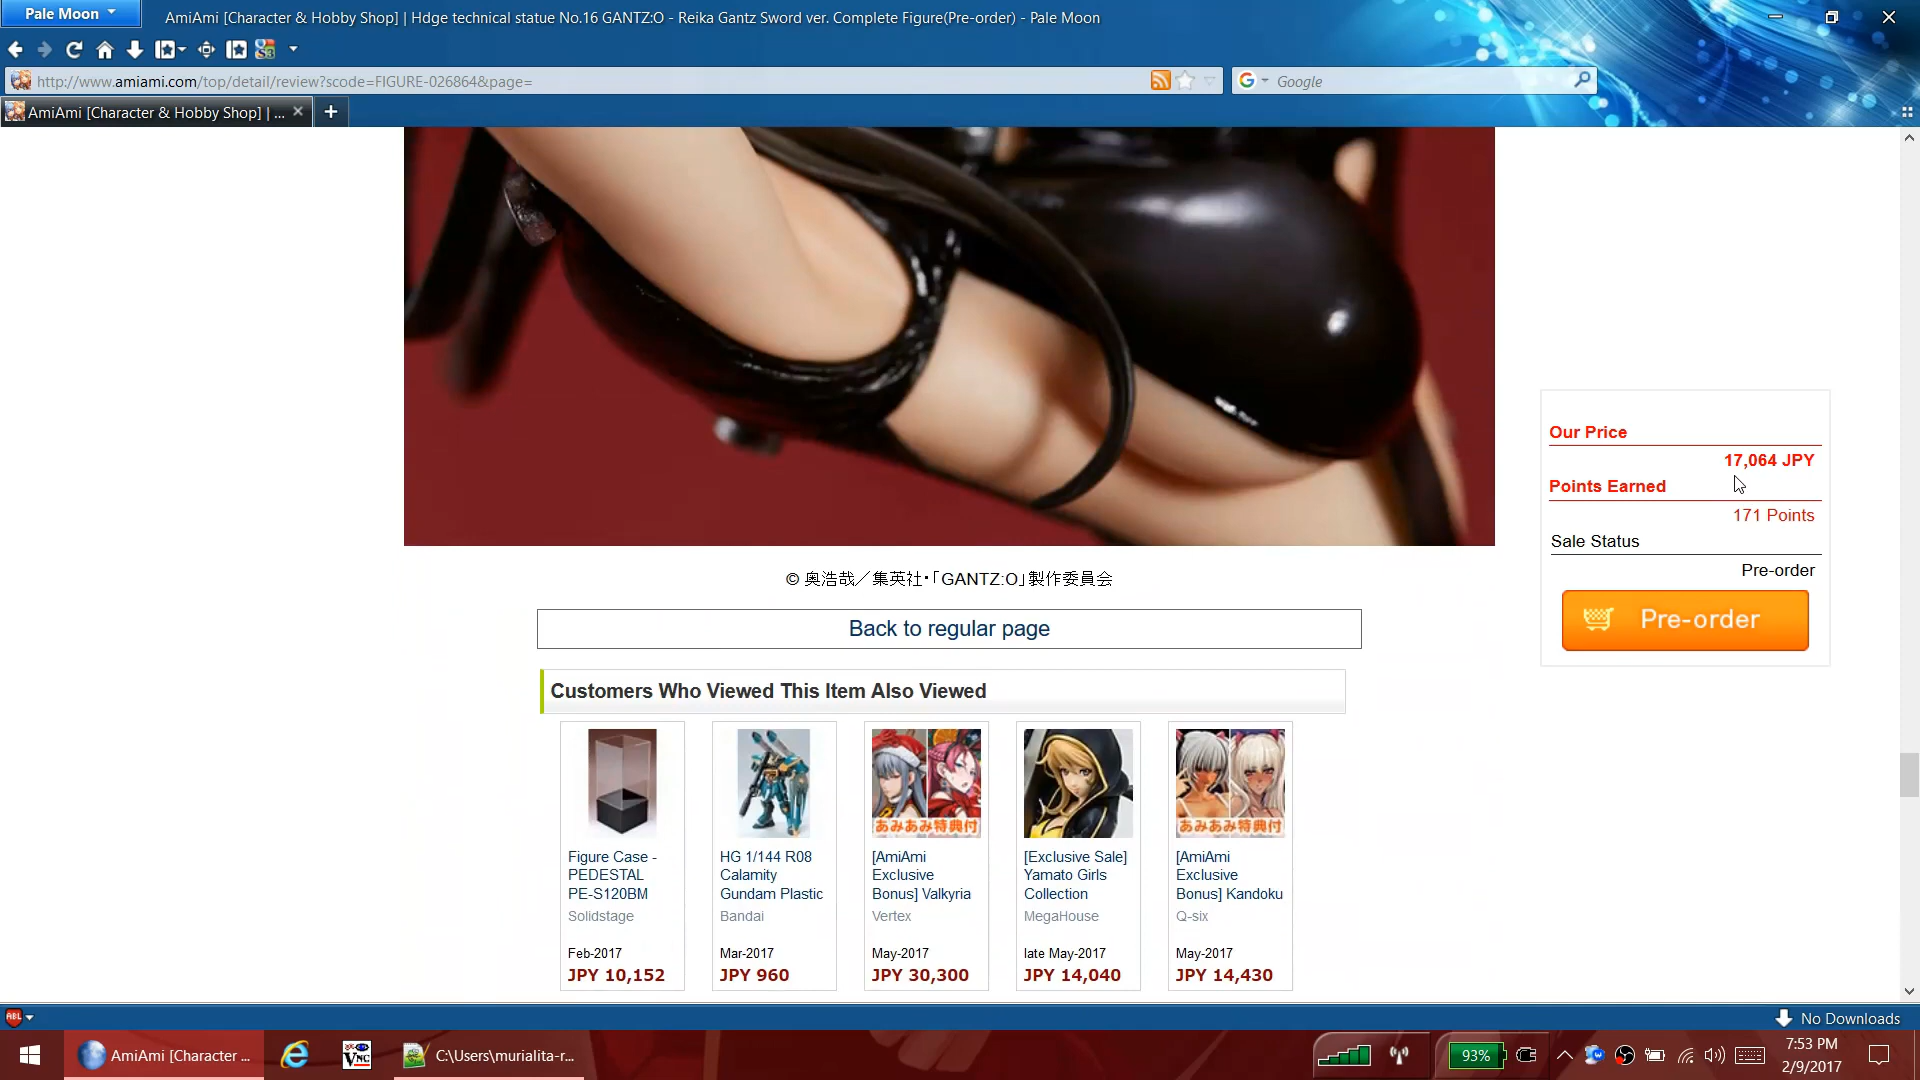 Pale Moon
AmiAmi [Character & Hobby Shop] | Hdge technical statue No.16 GANTZ:O - Reika Gantz Sword ver. Complete Figure(Pre-order) - Pale Moon
http://www.amiami.com/top/detail/review?scode=FIGURE-026864&page=
Google
AmiAmi [Character & Hobby Shop] | ...
Our Price
17,064 JPY
Points Earned
171 Points
Sale Status
Pre-order
Pre-order
© 奥浩哉／集英社・「GANTZ:O」製作委員会
Back to regular page
Customers Who Viewed This Item Also Viewed
あみあみ特典付
あみあみ特典付
Figure Case -
PEDESTAL
PE-S120BM
Solidstage
Feb-2017
JPY 10,152
HG 1/144 R08
Calamity
Gundam Plastic
Bandai
Mar-2017
JPY 960
[AmiAmi
Exclusive
Bonus] Valkyria
Vertex
May-2017
JPY 30,300
[Exclusive Sale]
Yamato Girls
Collection
MegaHouse
late May-2017
JPY 14,040
[AmiAmi
Exclusive
Bonus] Kandoku
Q-six
May-2017
JPY 14,430
ABL
No Downloads
AmiAmi [Character ...
VNC
C:\Users\murialita-r...
93%
7:53 PM
2/9/2017